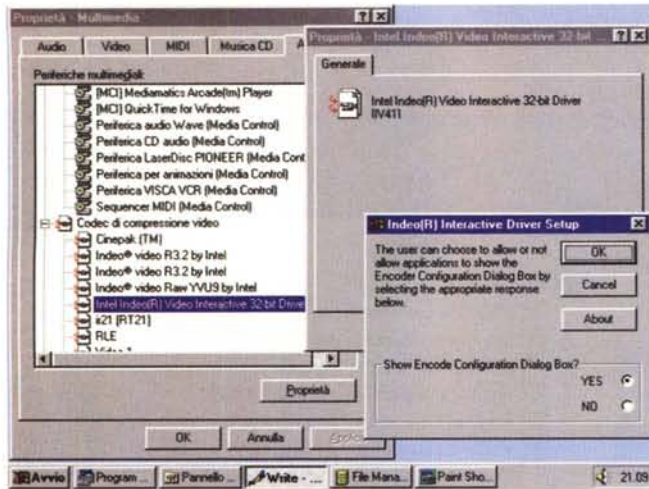 Proprietà - Multimedia
Audio
Video
MIDI
Musica CD
Periferiche multimediali:
[MCI] Mediamatics Arcade(tm) Player
[MCI] QuickTime for Windows
Periferica audio Wave (Media Control)
Periferica CD audio (Media Control)
Periferica LaserDisc PIONEER (Media Cont
Periferica per animazioni (Media Control)
Periferica VISCA VCR (Media Control)
Sequencer MIDI (Media Control)
Codec di compressione video
Cinepak (TM)
Indeo® video R3.2 by Intel
Indeo® video R3.2 by Intel
Indeo® video Raw YVU9 by Intel
Intel Indeo(R) Video Interactive 32-bit Drive
Proprietà
OK
Annulla
Proprietà - Intel Indeo(R) Video Interactive 32-bit ...
Generale
Intel Indeo(R) Video Interactive 32-bit Driver
[IV41]
Indeo(R) Interactive Driver Setup
The user can choose to allow or not
allow applications to show the
Encoder Configuration Dialog Box by
selecting the appropriate response
below.
OK
Cancel
About
Show Encode Configuration Dialog Box?
YES
NO
[RT21]
RLE
Avvio
Program ...
Pannello ...
Write - ...
File Mana...
Paint Sho...
21.09